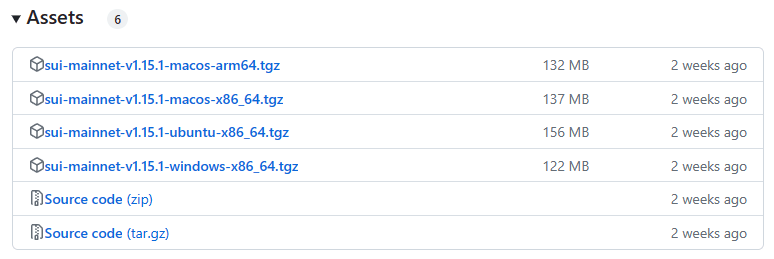 Assets 6
sui-mainnet-v1.15.1-macos-arm64.tgz 132 MB 2 weeks ago
sui-mainnet-v1.15.1-macos-x86_64.tgz 137 MB 2 weeks ago
sui-mainnet-v1.15.1-ubuntu-x86_64.tgz 156 MB 2 weeks ago
sui-mainnet-v1.15.1-windows-x86_64.tgz 122 MB 2 weeks ago
Source code (zip) 2 weeks ago
Source code (tar.gz) 2 weeks ago